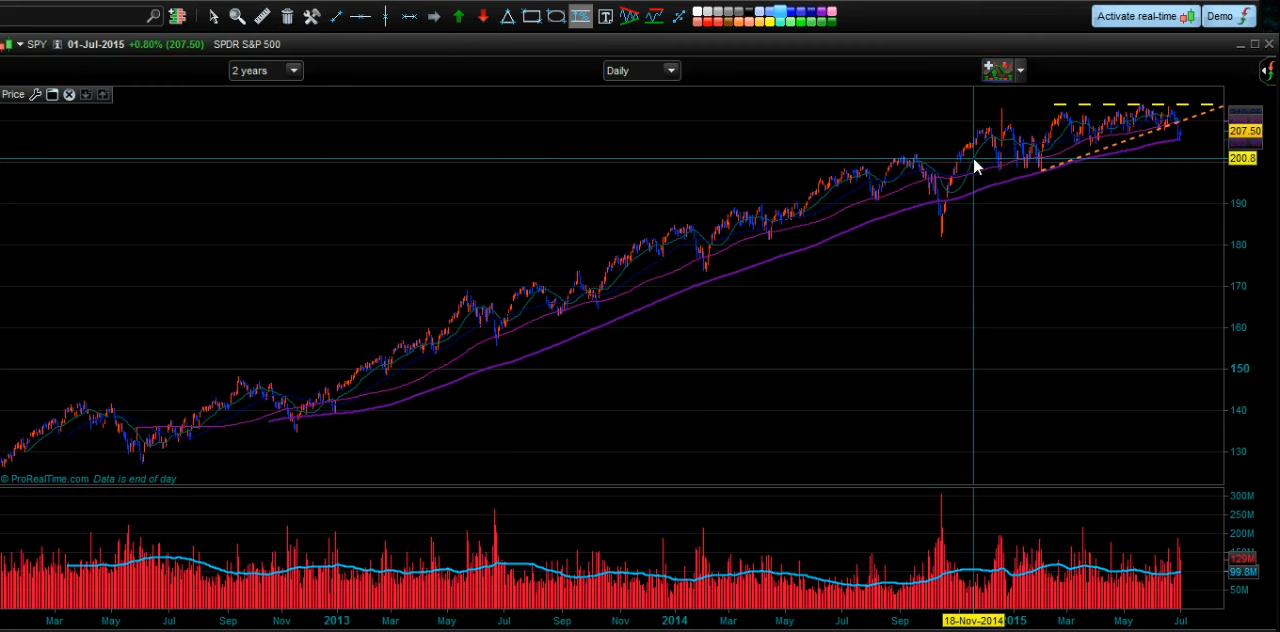 Activate real-time
Demo
SPY 01-Jul-2015 +0.80% (207.50) SPDR S&P 500
2 years
Daily
Price
207.50
200.8
190
180
170
160
150
140
130
© ProRealTime.com Data is end of day
300M
250M
200M
129M
99.8M
50M
Mar May Jul Sep Nov 2013 Mar May Jul Sep Nov 2014 Mar May Jul Sep 18-Nov-2014 015 Mar May Jul